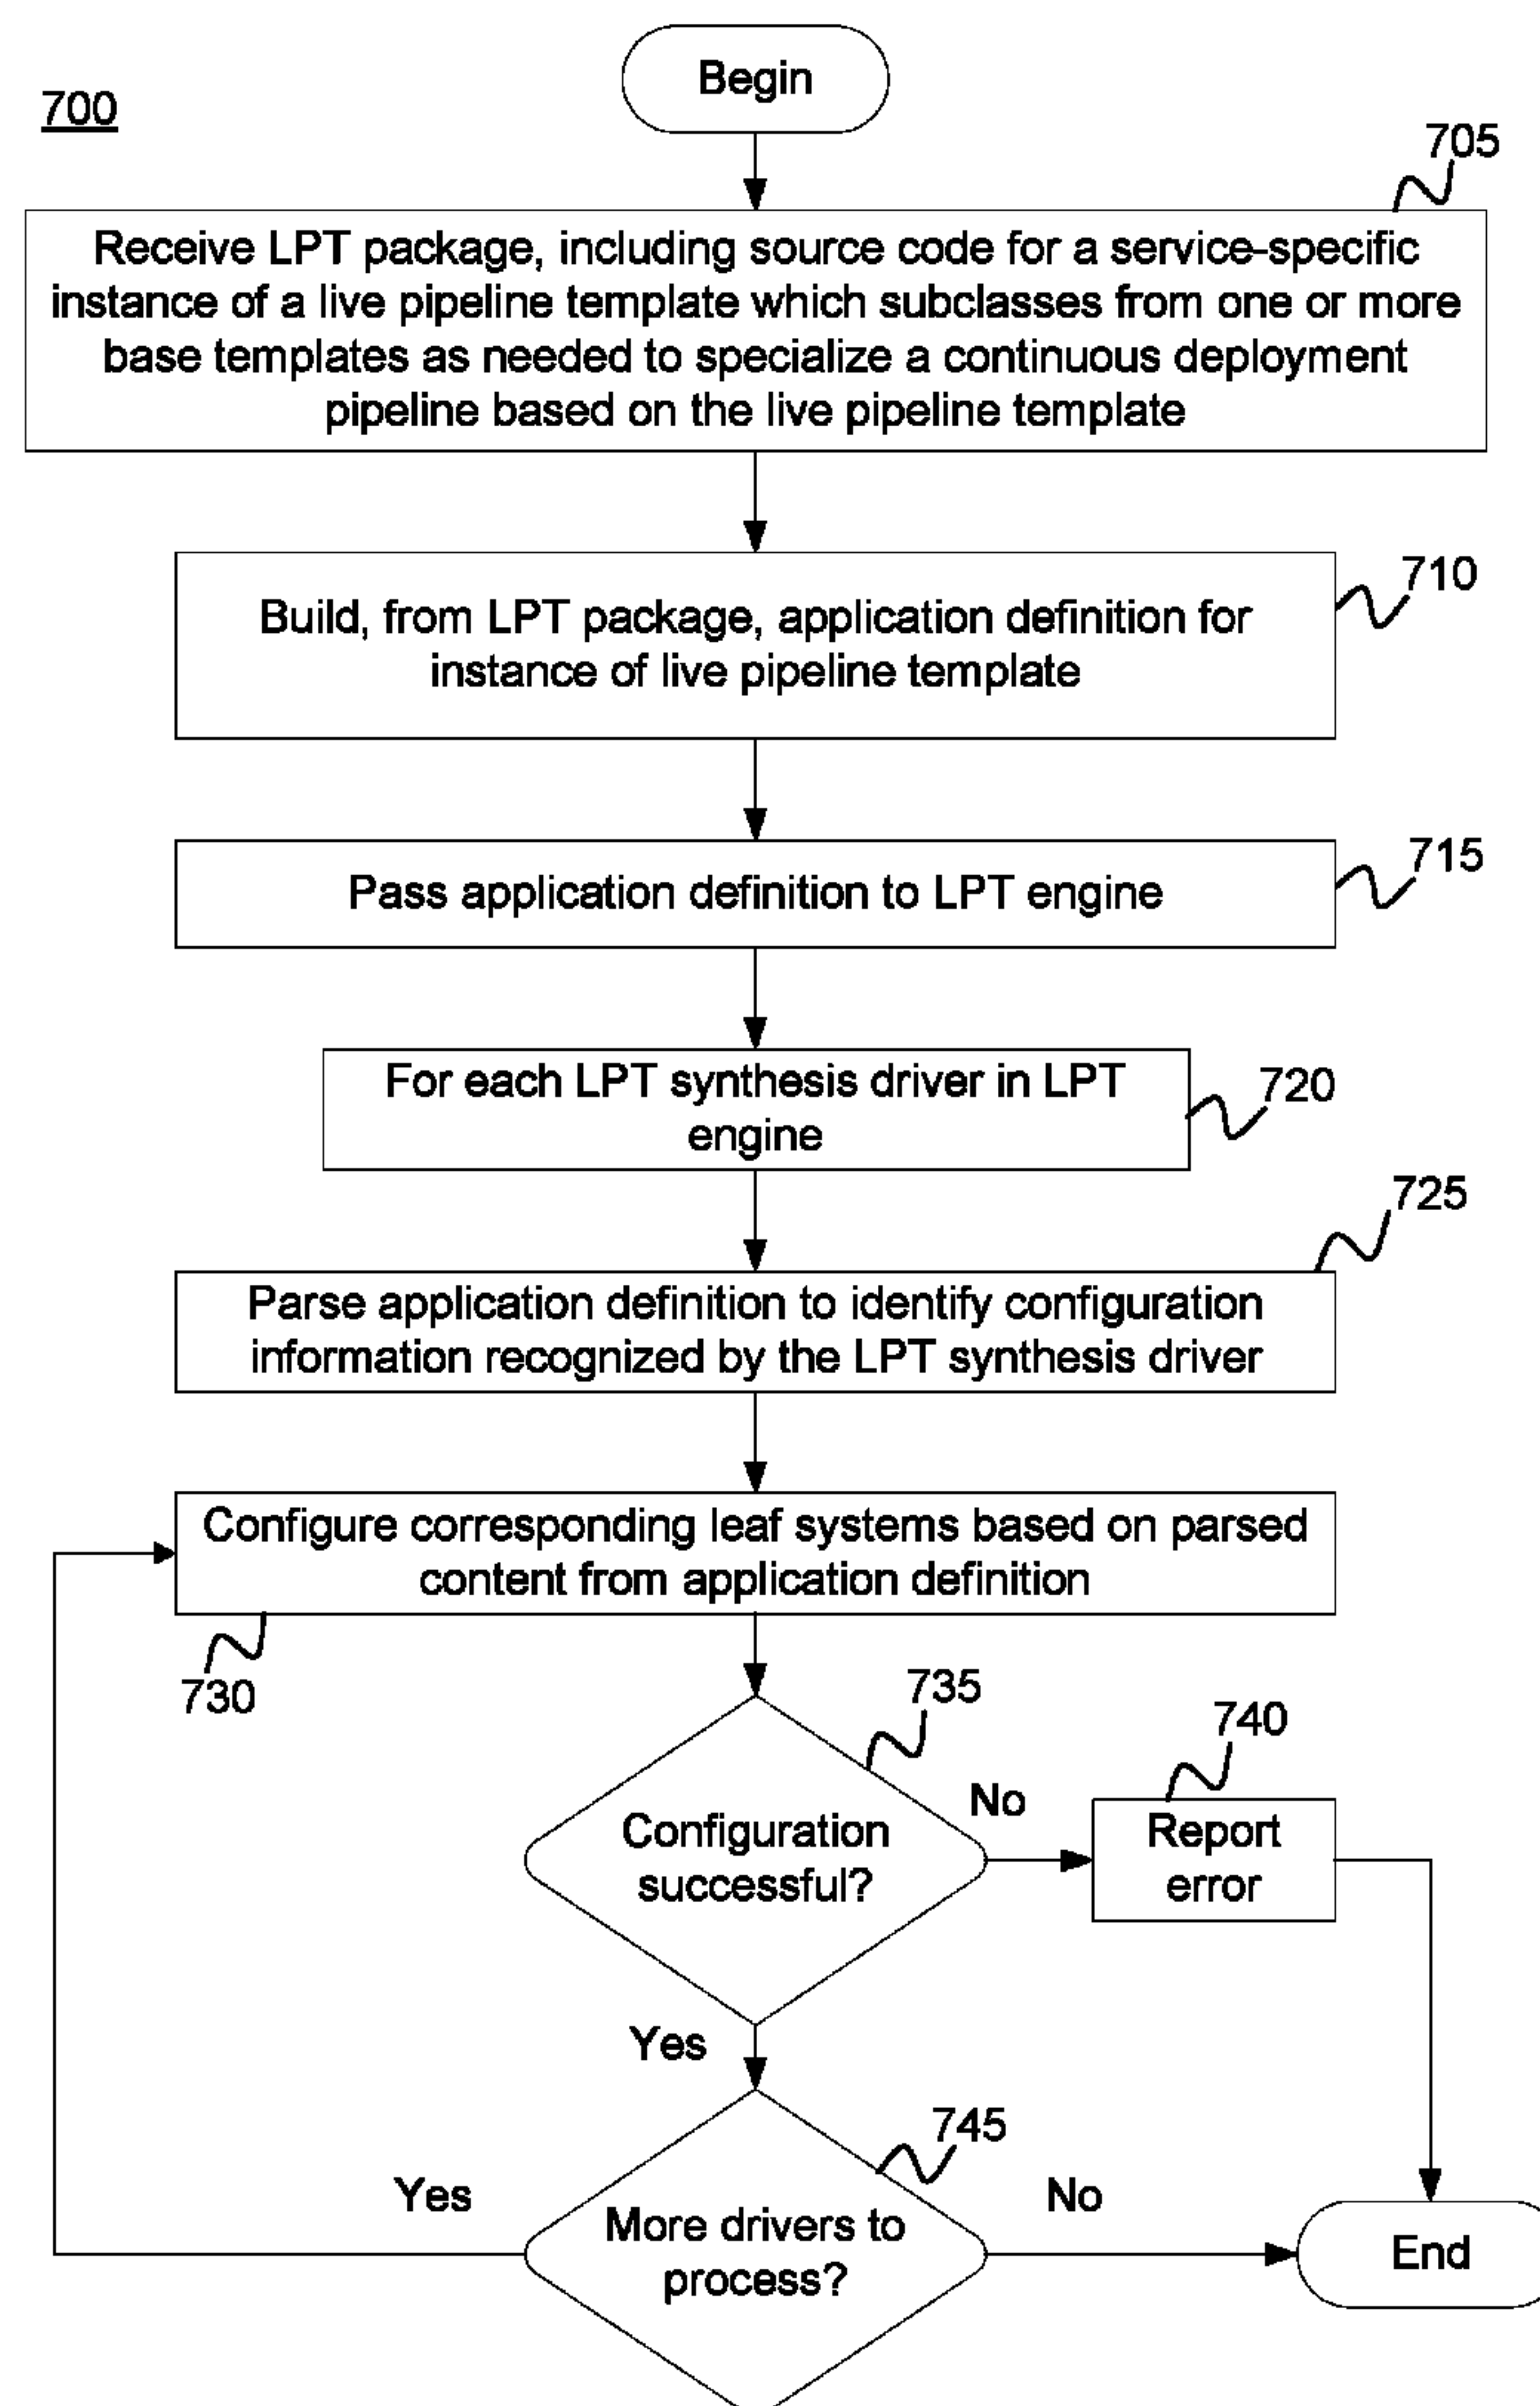 Begin
700
705
Receive LPT package, including source code for a service-specific
instance of a live pipeline template which subclasses from one or more
base templates as needed to specialize a continuous deployment
pipeline based on the live pipeline template
710
Build, from LPT package, application definition for
instance of live pipeline template
715
Pass application definition to LPT engine
For each LPT synthesis driver in LPT
engine
720
725
Parse application definition to identify configuration
information recognized by the LPT synthesis driver
Configure corresponding leaf systems based on parsed
content from application definition
730
735
740
No
Configuration
successful?
Report
error
Yes
745
Yes
No
More drivers to
process?
End